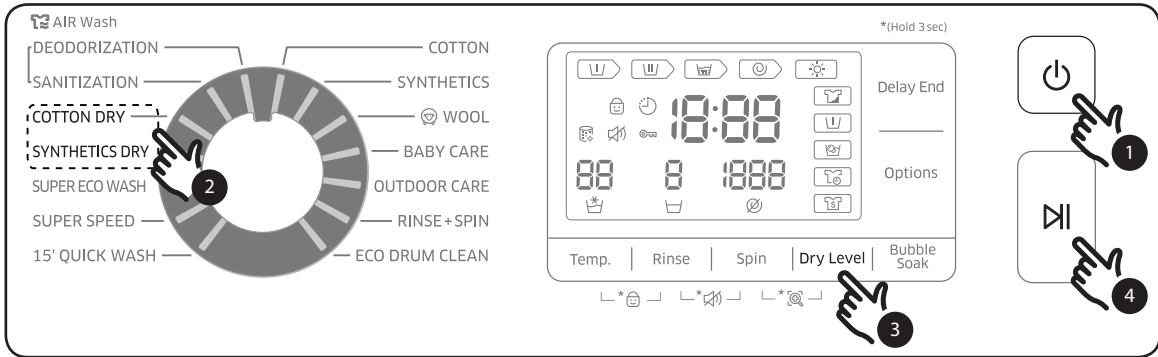 AIR Wash
DEODORIZATION
SANITIZATION
COTTON DRY
SYNTHETICS DRY
SUPER ECO WASH
SUPER SPEED
15' QUICK WASH
COTTON
SYNTHETICS
WOOL
BABY CARE
OUTDOOR CARE
RINSE+SPIN
ECO DRUM CLEAN
2
*(Hold 3 sec)
18:88
88 8 1888
Delay End
Options
Temp. Rinse Spin Dry Level Bubble Soak
* * *
3
1
4